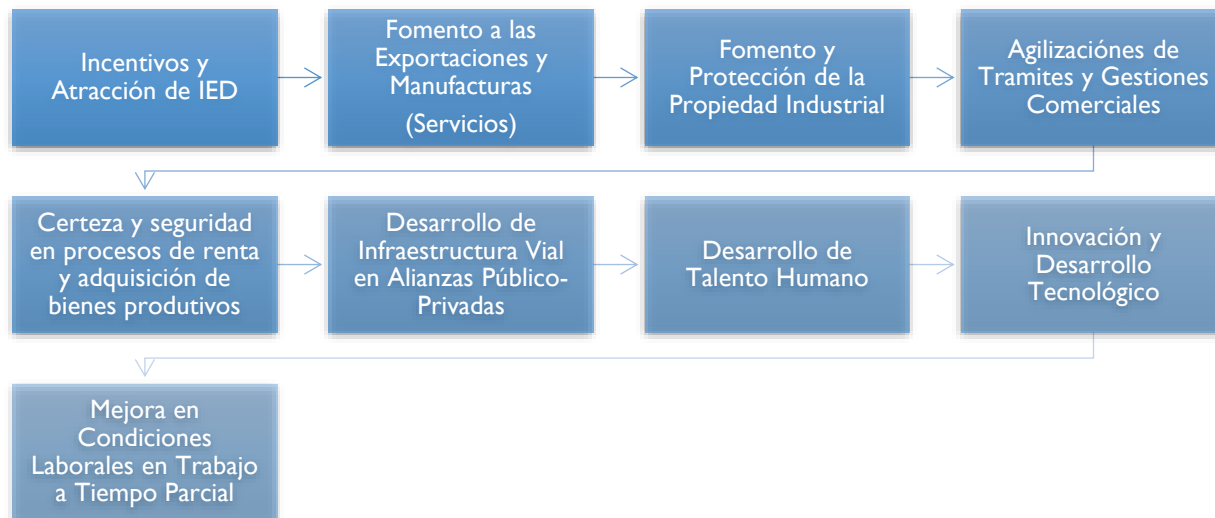 Incentivos y
Atracción de IED
Fomento a las
Exportaciones y
Manufacturas
(Servicios)
Fomento y
Protección de la
Propiedad Industrial
Agilizaciónes de
Tramites y Gestiones
Comerciales
Certeza y seguridad
en procesos de renta
y adquisición de
bienes produtivos
Desarrollo de
Infraestructura Vial
en Alianzas Público-
Privadas
Desarrollo de
Talento Humano
Innovación y
Desarrollo
Tecnológico
Mejora en
Condiciones
Laborales en Trabajo
a Tiempo Parcial